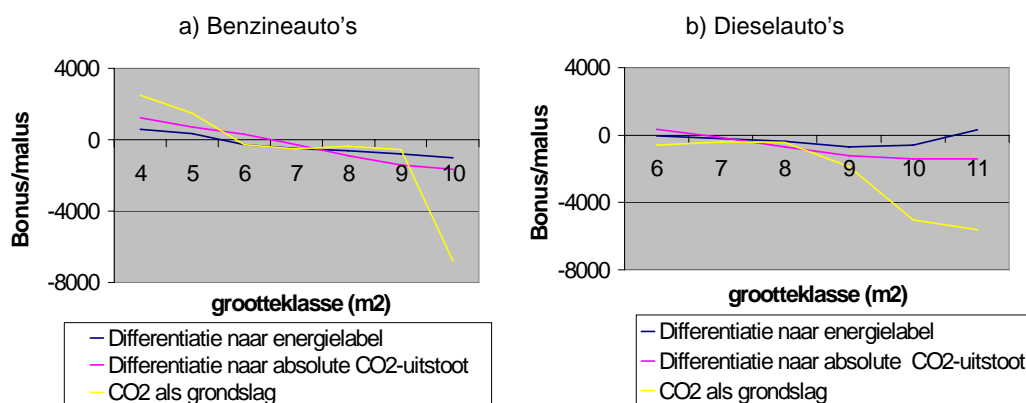 a) Benzineauto’s
4000
0
-4000
-8000
Bonus/malus
4 5 6 7 8 9 10
grootteklasse (m2)
Differentiatie naar energielabel
Differentiatie naar absolute CO2-uitstoot
CO2 als grondslag
b) Dieselauto’s
4000
0
-4000
-8000
Bonus/malus
6 7 8 9 10 11
grootteklasse (m2)
Differentiatie naar energielabel
Differentiatie naar absolute CO2-uitstoot
CO2 als grondslag